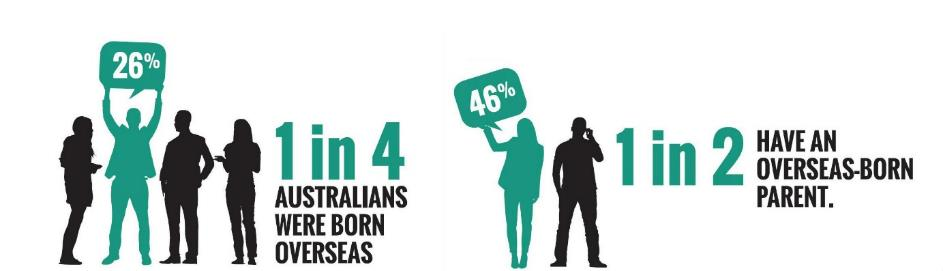 26%
1 in 4
AUSTRALIANS
WERE BORN
OVERSEAS
46%
1 in 2
HAVE AN
OVERSEAS-BORN
PARENT.